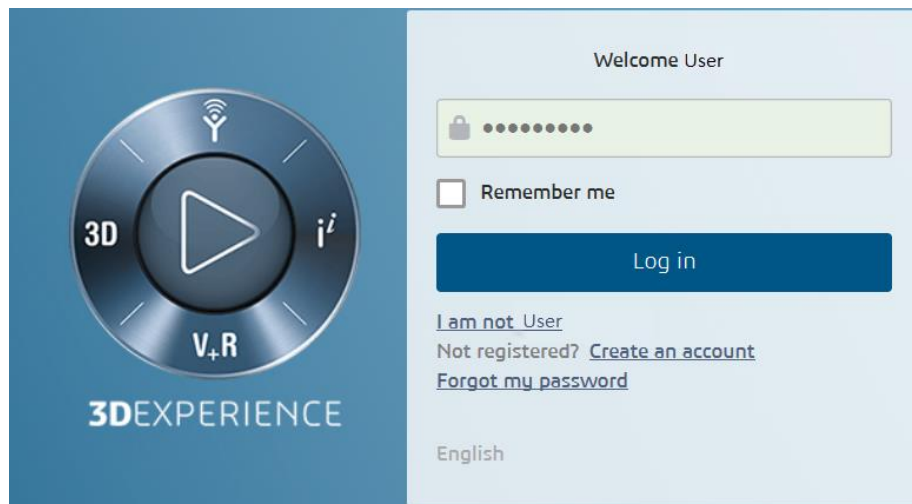 Welcome User
•••••••••
Remember me
Log in
I am not User
Not registered? Create an account
Forgot my password
English
3D
iⁱ
V+R
3DEXPERIENCE